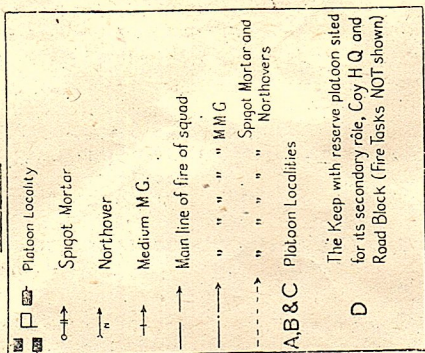 Platoon Locality
Spigot Mortar
Northover
N
Medium M G.
Main line of fire of squad
" " " " " M M G
" " " " " Spigot Mortar and
Northovers
A, B & C Platoon Localities
D The Keep with reserve platoon sited
for its secondary rôle, Coy H Q and
Road Block (Fire Tasks NOT shown)